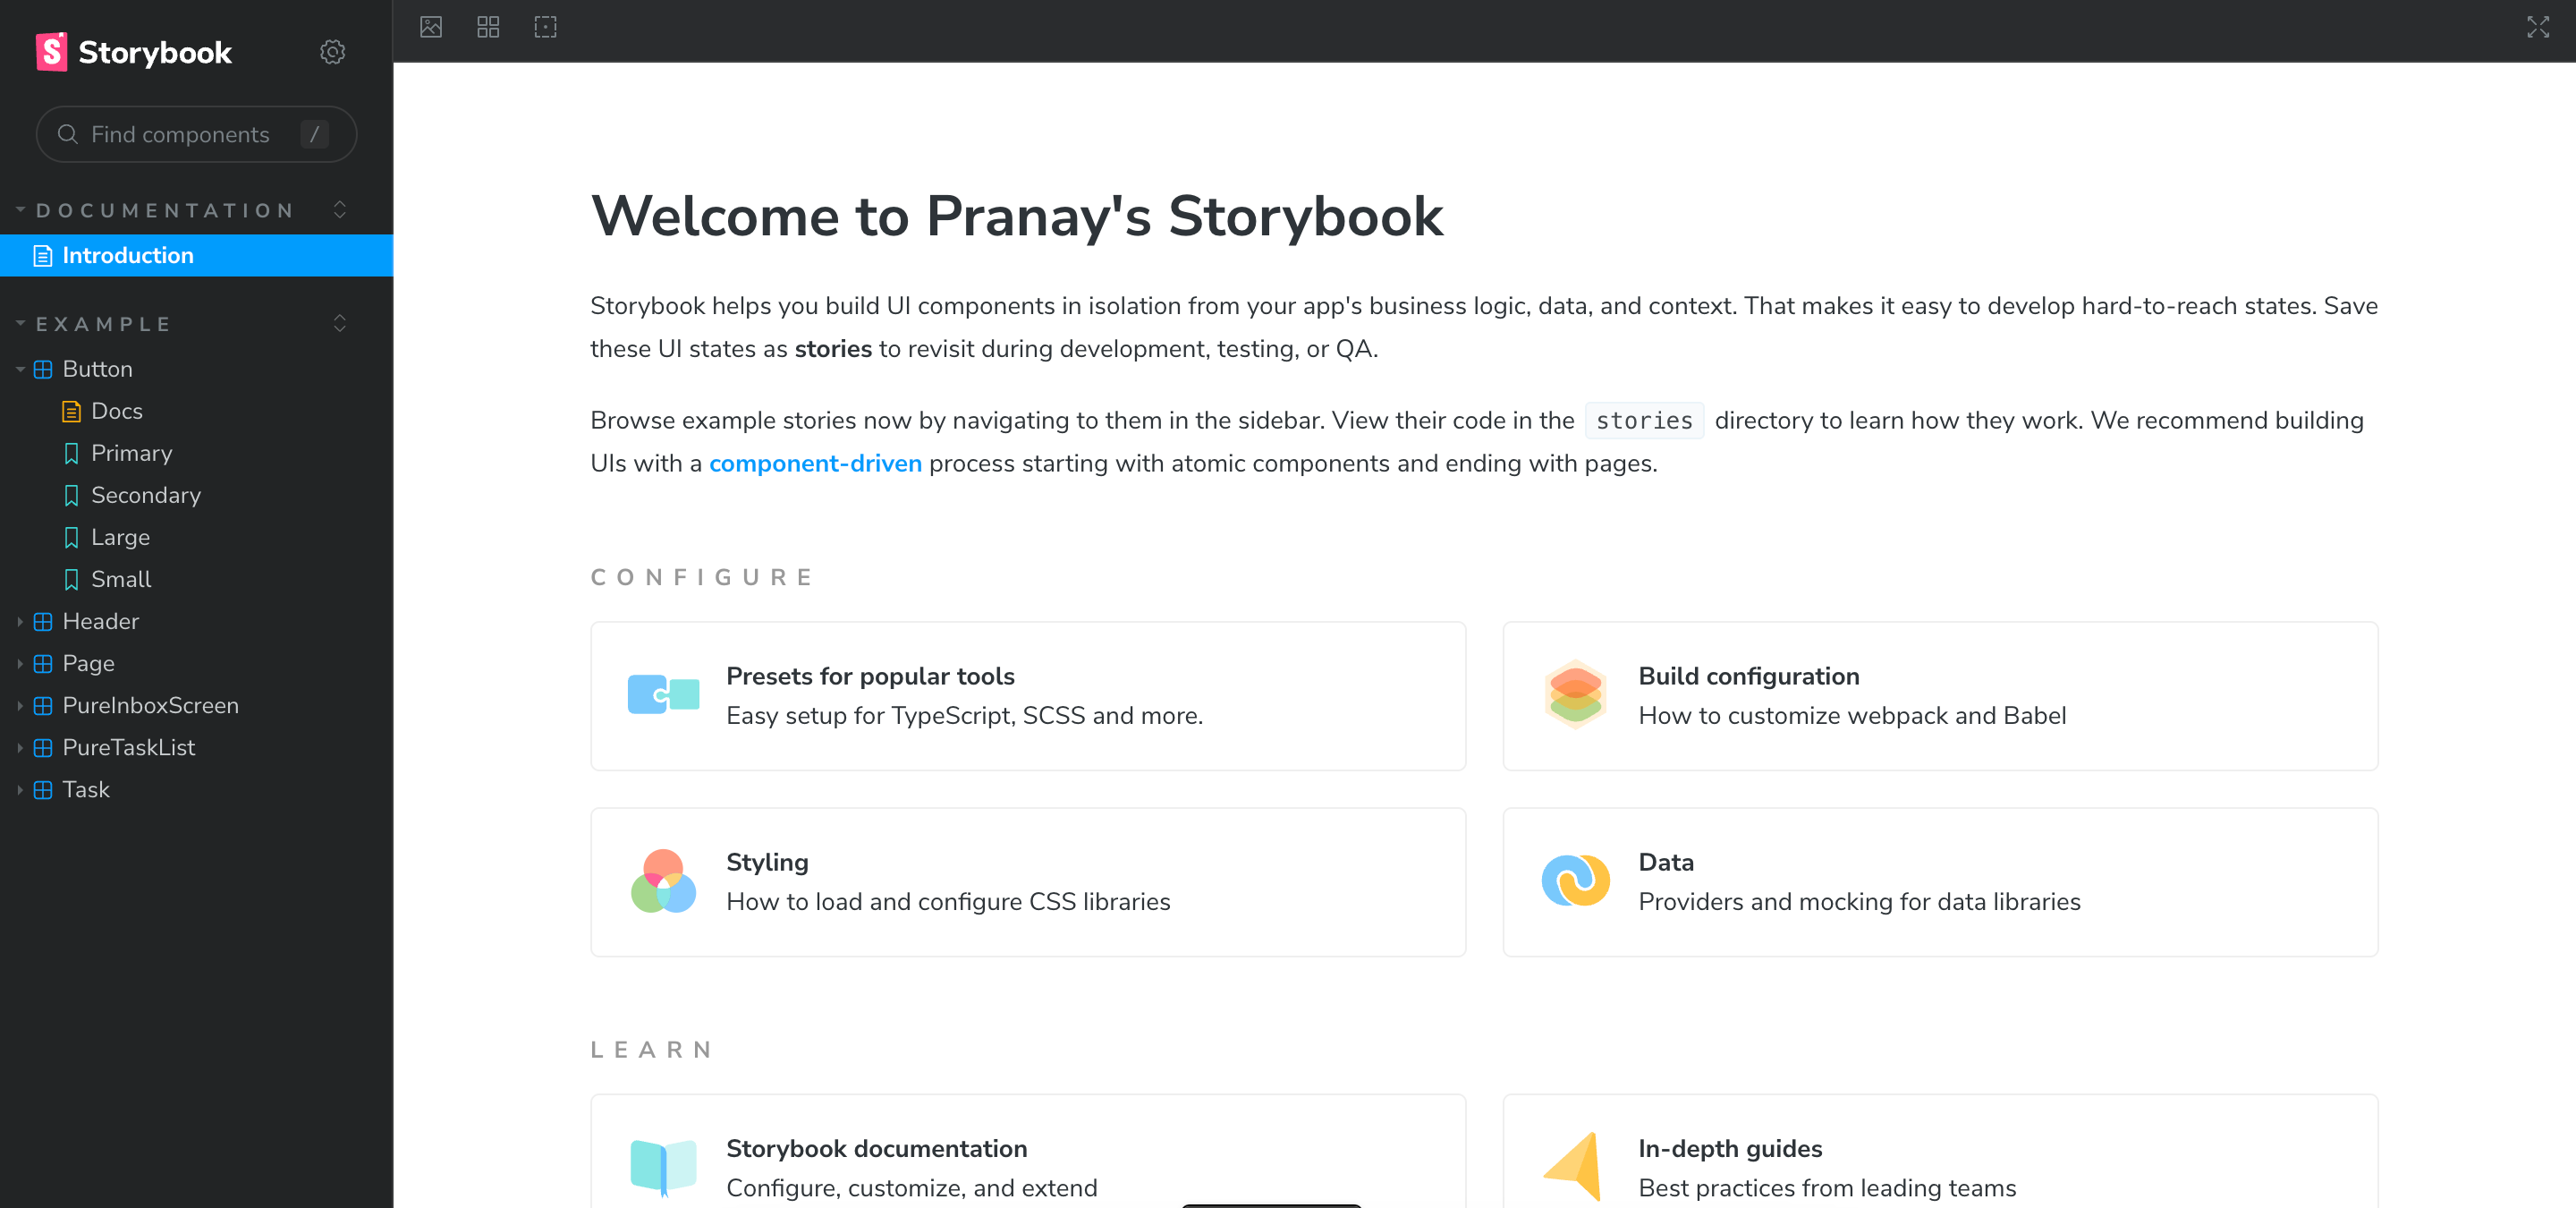 Storybook
Find components /
DOCUMENTATION
Introduction
EXAMPLE
Button
Docs
Primary
Secondary
Large
Small
Header
Page
PureInboxScreen
PureTaskList
Task
Welcome to Pranay's Storybook
Storybook helps you build UI components in isolation from your app's business logic, data, and context. That makes it easy to develop hard-to-reach states. Save
these UI states as stories to revisit during development, testing, or QA.
Browse example stories now by navigating to them in the sidebar. View their code in the stories directory to learn how they work. We recommend building
UIs with a component-driven process starting with atomic components and ending with pages.
CONFIGURE
Presets for popular tools
Easy setup for TypeScript, SCSS and more.
Build configuration
How to customize webpack and Babel
Styling
How to load and configure CSS libraries
Data
Providers and mocking for data libraries
LEARN
Storybook documentation
Configure, customize, and extend
In-depth guides
Best practices from leading teams